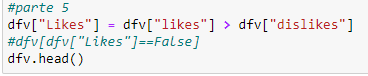 #parte 5
dfv["Likes"] = dfv["likes"] > dfv["dislikes"]
#dfv[dfv["Likes"]==False]
dfv.head()